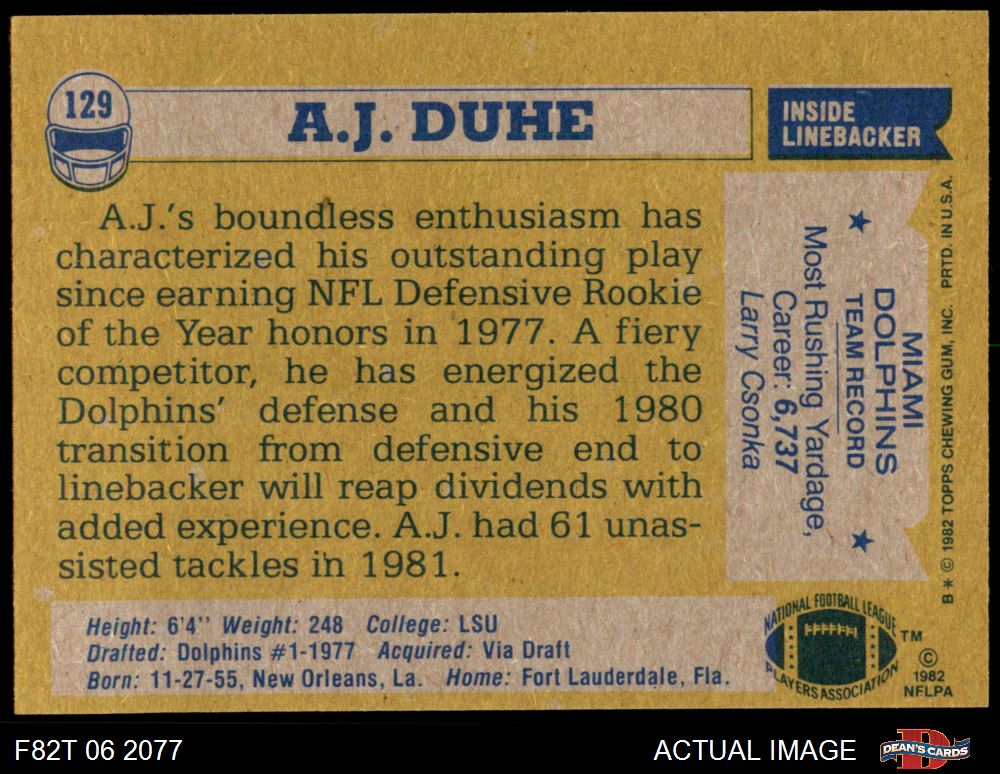 129
A.J. DUHE
INSIDE
LINEBACKER
A.J.'s boundless enthusiasm has
characterized his outstanding play
since earning NFL Defensive Rookie
of the Year honors in 1977. A fiery
competitor, he has energized the
Dolphins' defense and his 1980
transition from defensive end to
linebacker will reap dividends with
added experience. A.J. had 61 unas-
sisted tackles in 1981.
MIAMI
DOLPHINS
TEAM RECORD
Most Rushing Yardage,
Career: 6,737
Larry Csonka
B* © 1982 TOPPS CHEWING GUM, INC. PRTD. IN U.S.A.
Height: 6'4" Weight: 248 College: LSU
Drafted: Dolphins #1-1977 Acquired: Via Draft
Born: 11-27-55, New Orleans, La. Home: Fort Lauderdale, Fla.
NATIONAL FOOTBALL LEAGUE
PLAYERS ASSOCIATION
TM
©
1982
NFLPA
F82T 06 2077
ACTUAL IMAGE
DEAN'S CARDS